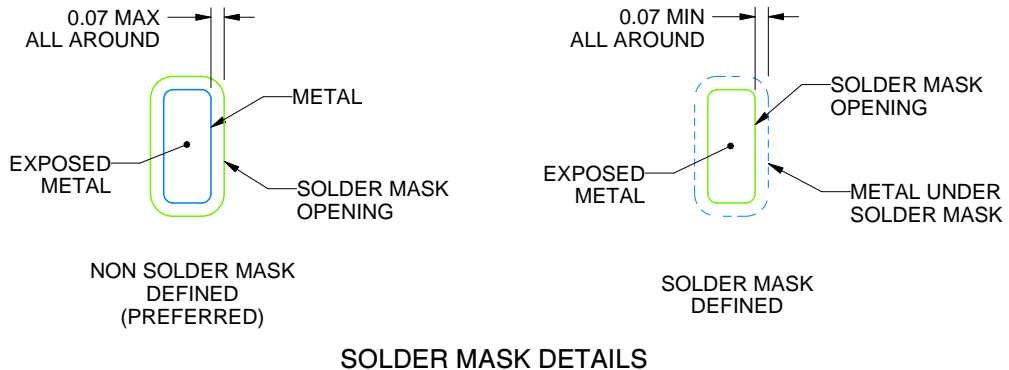 0.07 MAX
ALL AROUND
METAL
EXPOSED
METAL
SOLDER MASK
OPENING
NON SOLDER MASK
DEFINED
(PREFERRED)
0.07 MIN
ALL AROUND
SOLDER MASK
OPENING
EXPOSED
METAL
METAL UNDER
SOLDER MASK
SOLDER MASK
DEFINED
SOLDER MASK DETAILS